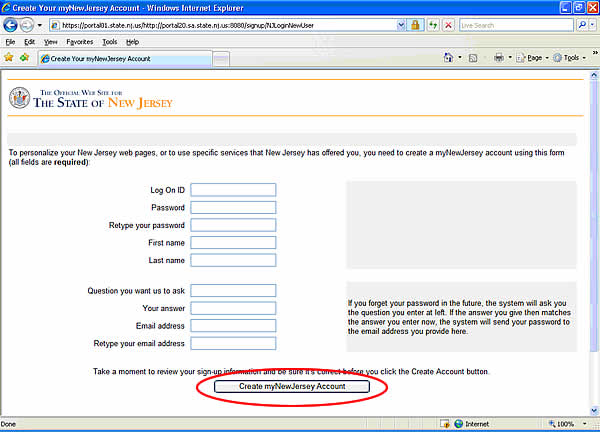 Create Your myNewJersey Account - Windows Internet Explorer
https://portal01.state.nj.us/http://portal20.sa.state.nj.us:8080/signup/NJLoginNewUser
Live Search
File Edit View Favorites Tools Help
Create Your myNewJersey Account
Page Tools
THE OFFICIAL WEB SITE FOR
THE STATE OF NEW JERSEY
To personalize your New Jersey web pages, or to use specific services that New Jersey has offered you, you need to create a myNewJersey account using this form
(all fields are required):
Log On ID
Password
Retype your password
First name
Last name
Question you want us to ask
Your answer
Email address
Retype your email address
If you forget your password in the future, the system will ask you
the question you enter at left. If the answer you give then matches
the answer you enter now, the system will send your password to
the email address you provide here.
Take a moment to review your sign-up information and be sure it's correct before you click the Create Account button.
Create myNewJersey Account
Done
Internet
100%